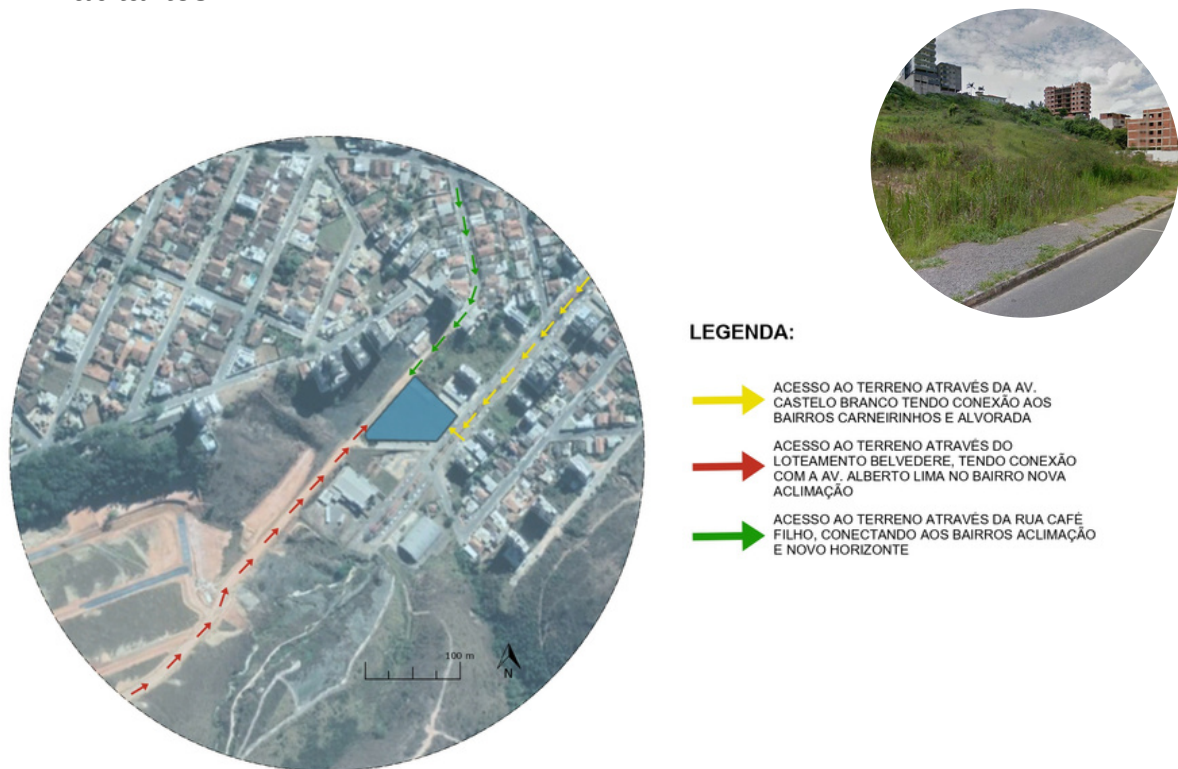 LEGENDA:
ACESSO AO TERRENO ATRAVÉS DA AV.
CASTELO BRANCO TENDO CONEXÃO AOS
BAIRROS CARNEIRINHOS E ALVORADA
ACESSO AO TERRENO ATRAVÉS DO
LOTEAMENTO BELVEDERE, TENDO CONEXÃO
COM A AV. ALBERTO LIMA NO BAIRRO NOVA
ACLIMAÇÃO
ACESSO AO TERRENO ATRAVÉS DA RUA CAFÉ
FILHO, CONECTANDO AOS BAIRROS ACLIMAÇÃO
E NOVO HORIZONTE
100 m
N